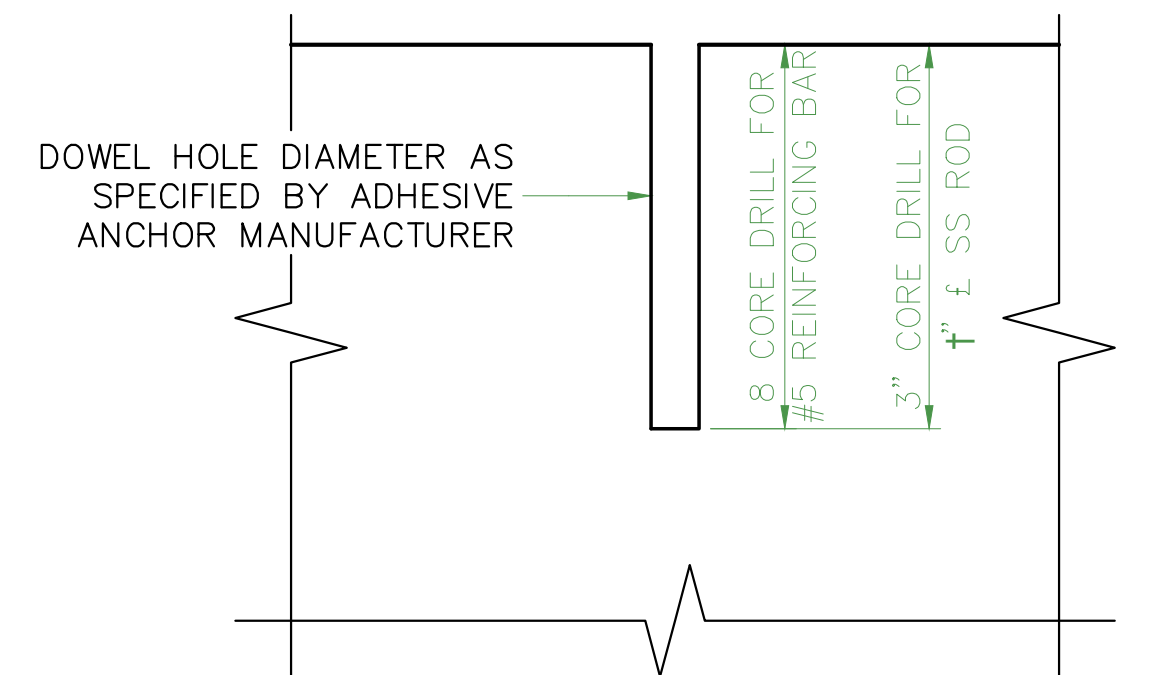 DOWEL HOLE DIAMETER AS
SPECIFIED BY ADHESIVE
ANCHOR MANUFACTURER
8 CORE DRILL FOR
#5 REINFORCING BAR
3” CORE DRILL FOR
†” £ SS ROD